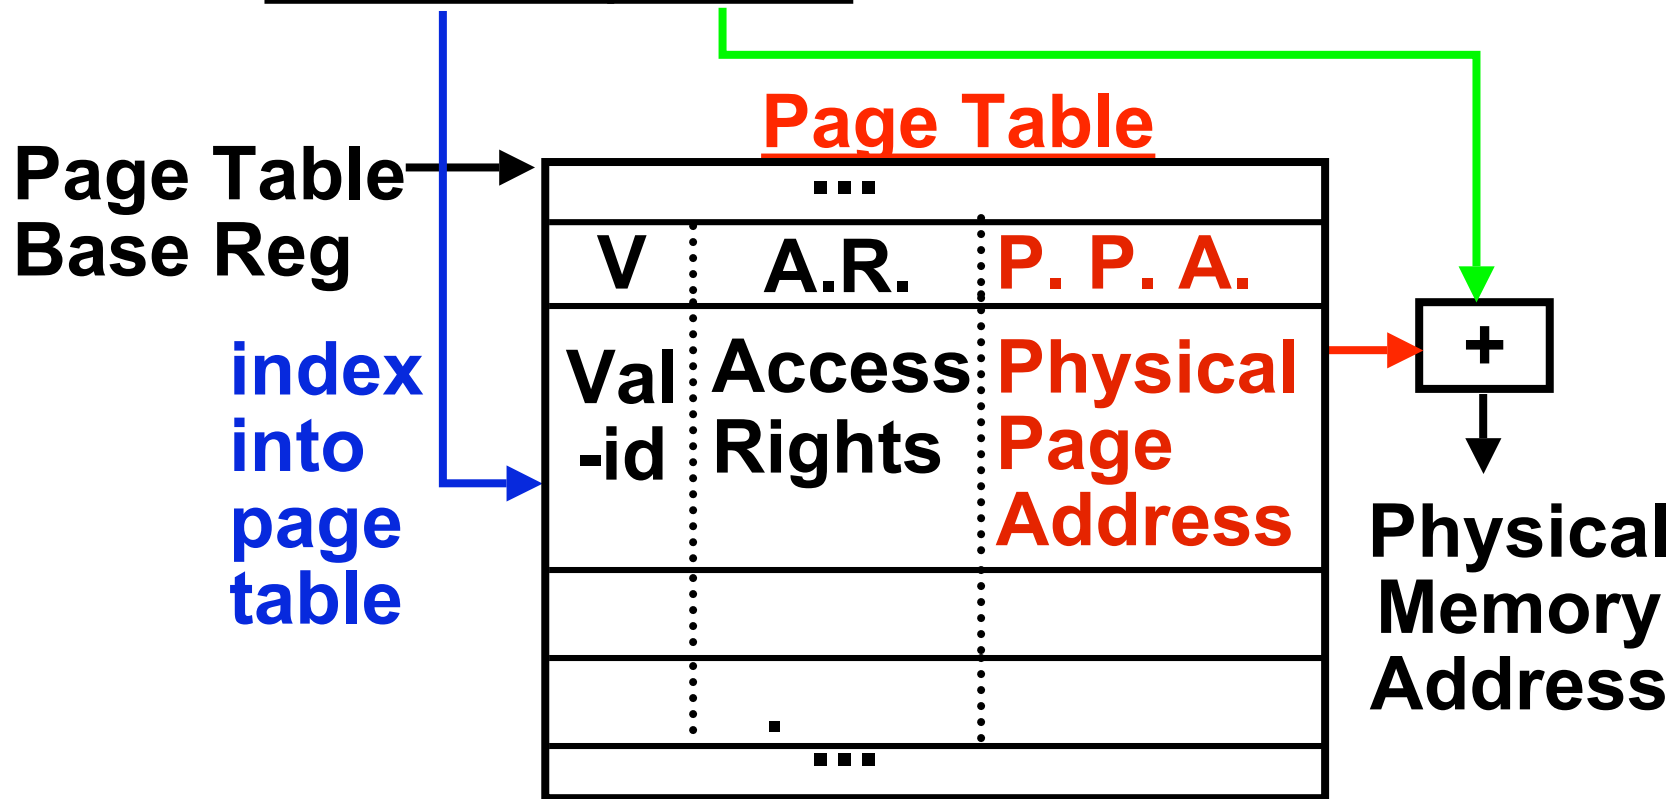 Page Table
Page Table
Base Reg
...
V A.R. P. P. A.
index
into
page
table
Val
-id
Access
Rights
Physical
Page
Address
+
Physical
Memory
Address
.
...